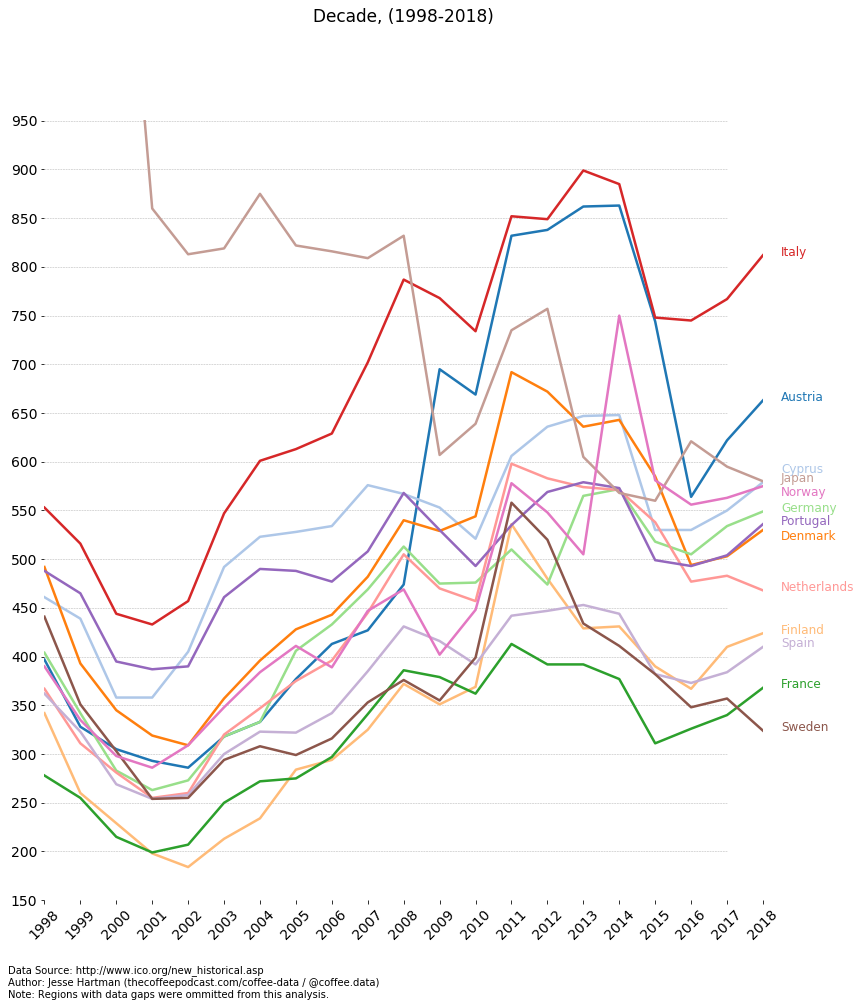 Decade, (1998-2018)
950
900
850
800
750
700
650
600
550
500
450
400
350
300
250
200
150
Italy
Austria
Cyprus
Japan
Norway
Germany
Portugal
Denmark
Netherlands
Finland
Spain
France
Sweden
1998 1999 2000 2001 2002 2003 2004 2005 2006 2007 2008 2009 2010 2011 2012 2013 2014 2015 2016 2017 2018
Data Source: http://www.ico.org/new_historical.asp
Author: Jesse Hartman (thecoffeepodcast.com/coffee-data / @coffee.data)
Note: Regions with data gaps were ommitted from this analysis.